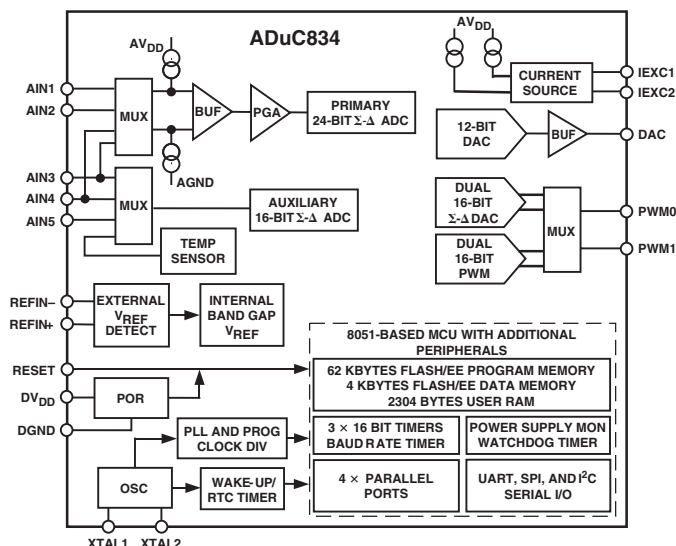 ADuC834
AV_DD
AIN1
AIN2
MUX
BUF
PGA
PRIMARY
24-BIT Σ-Δ ADC
AGND
AIN3
AIN4
AIN5
MUX
AUXILIARY
16-BIT Σ-Δ ADC
TEMP
SENSOR
AV_DD
CURRENT
SOURCE
IEXC1
IEXC2
12-BIT
DAC
BUF
DAC
DUAL
16-BIT
Σ-Δ DAC
DUAL
16-BIT
PWM
MUX
PWM0
PWM1
REFIN–
REFIN+
EXTERNAL
V_REF
DETECT
INTERNAL
BAND GAP
V_REF
RESET
DV_DD
DGND
POR
PLL AND PROG
CLOCK DIV
OSC
WAKE-UP/
RTC TIMER
XTAL1 XTAL2
8051-BASED MCU WITH ADDITIONAL
PERIPHERALS
62 KBYTES FLASH/EE PROGRAM MEMORY
4 KBYTES FLASH/EE DATA MEMORY
2304 BYTES USER RAM
3 × 16 BIT TIMERS
BAUD RATE TIMER
POWER SUPPLY MON
WATCHDOG TIMER
4 × PARALLEL
PORTS
UART, SPI, AND I²C
SERIAL I/O